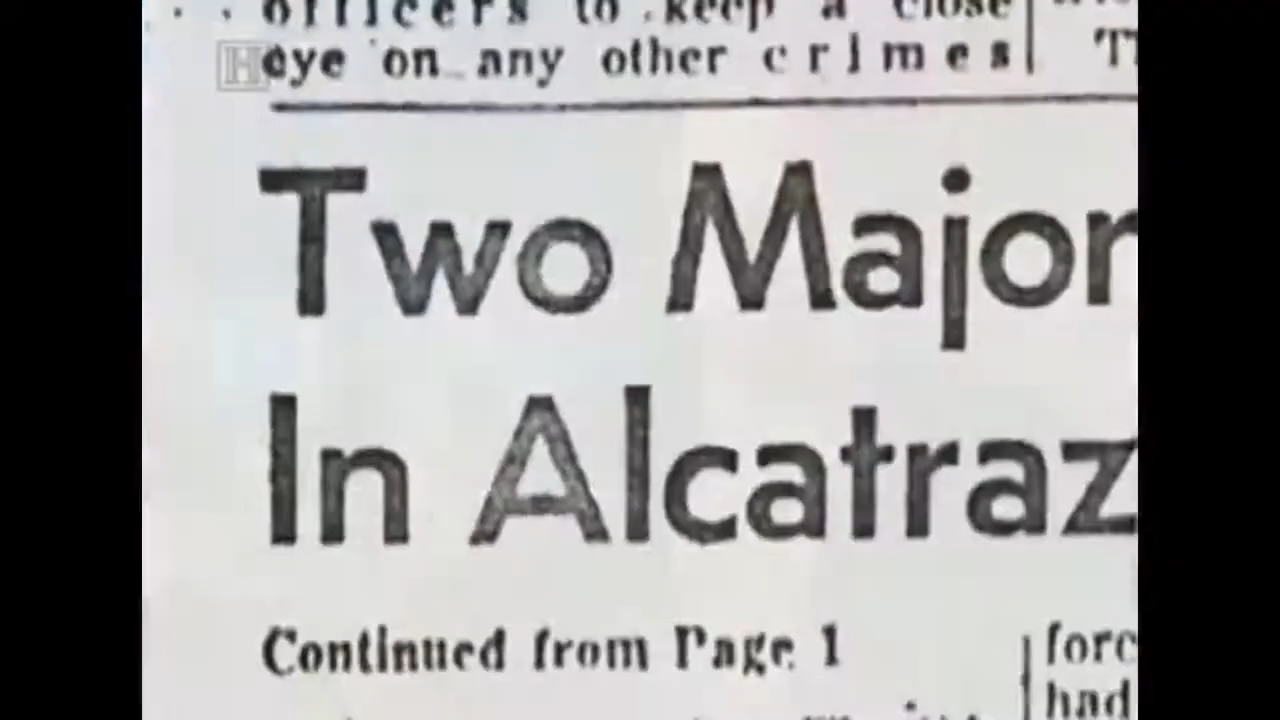 officers to keep a close
eye on any other crimes
Two Major
In Alcatraz
Continued from Page 1
forc
had